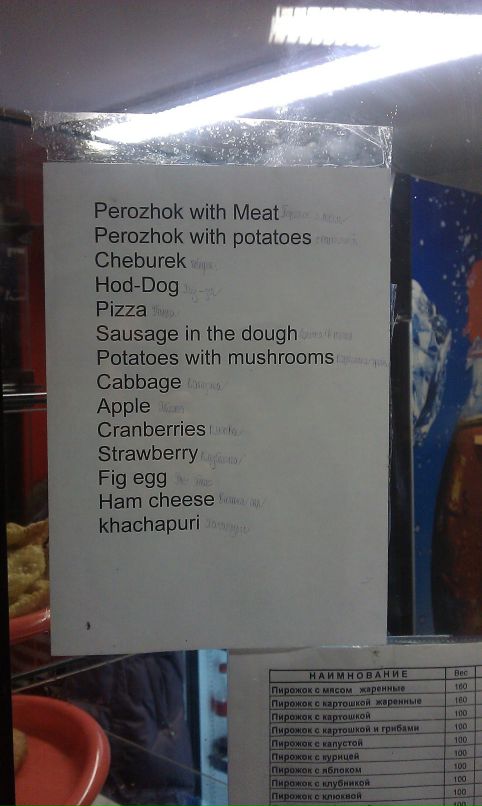 Perozhok with Meat
Perozhok with potatoes
Cheburek
Hod-Dog
Pizza
Sausage in the dough
Potatoes with mushrooms
Cabbage
Apple
Cranberries
Strawberry
Fig egg
Ham cheese
khachapuri
НАИМНОВАНИЕ Вес
Пирожок с мясом жаренные 160
Пирожок с картошкой жаренные 160
Пирожок с картошкой 100
Пирожок с картошкой и грибами 100
Пирожок с капустой 100
Пирожок с курицей 100
Пирожок с яблоком 100
Пирожок с клубникой 100
Пирожок с клюквой